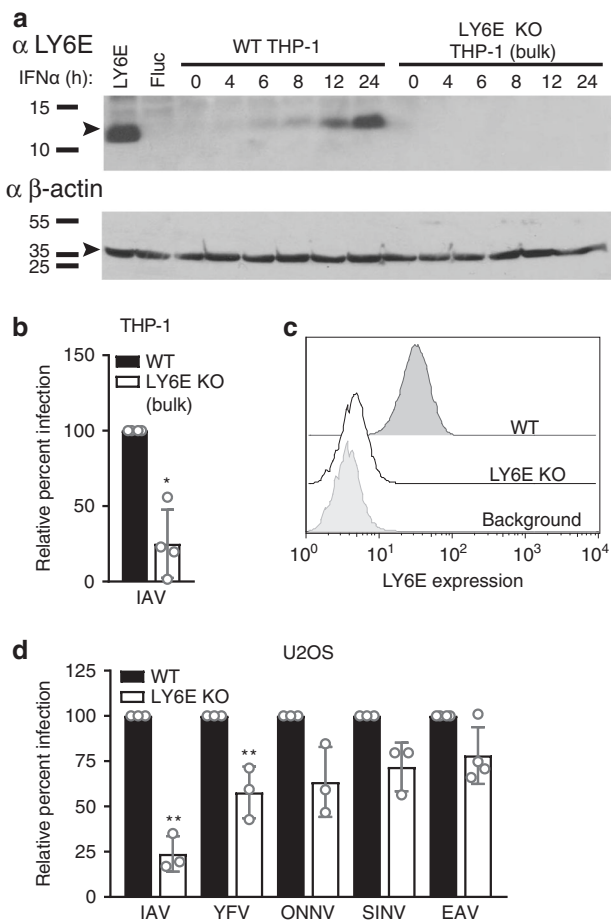 a
α LY6E
LY6E
Fluc
WT THP-1
LY6E KO
THP-1 (bulk)
IFNα (h):
0 4 6 8 12 24 0 4 6 8 12 24
15
10
α β-actin
55
35
25
b
THP-1
WT
LY6E KO
(bulk)
Relative percent infection
150
100
50
0
*
IAV
c
WT
LY6E KO
Background
10⁰ 10¹ 10² 10³ 10⁴
LY6E expression
d
U2OS
WT
LY6E KO
Relative percent infection
125
100
75
50
25
0
**
**
IAV YFV ONNV SINV EAV